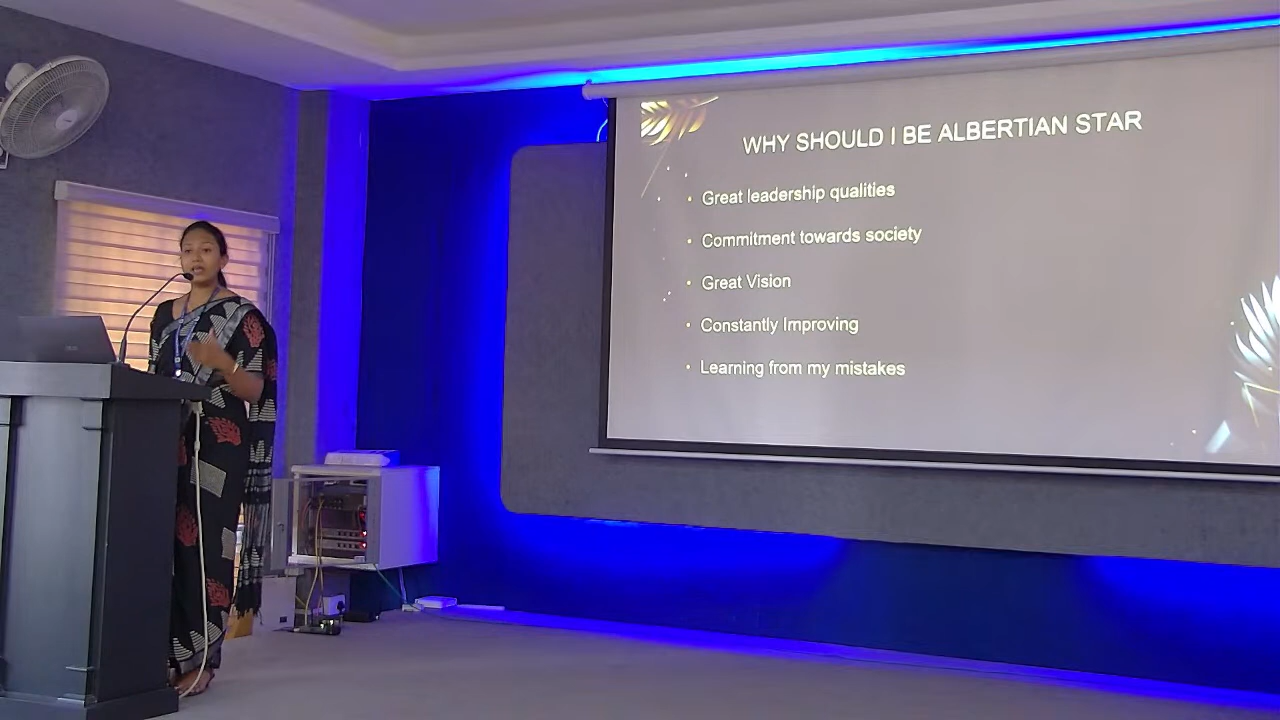 WHY SHOULD I BE ALBERTIAN STAR
• Great leadership qualities
• Commitment towards society
• Great Vision
• Constantly Improving
• Learning from my mistakes